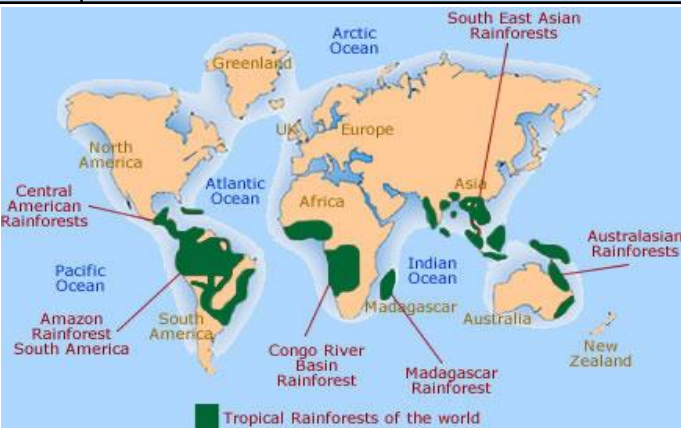 South East Asian
Rainforests
Arctic
Ocean
Greenland
UK
Europe
North
America
Asia
Central
American
Rainforests
Atlantic
Ocean
Africa
Australasian
Rainforests
Pacific
Ocean
Indian
Ocean
Amazon
Rainforest
South America
South
America
Madagascar
Australia
Congo River
Basin
Rainforest
Madagascar
Rainforest
New
Zealand
Tropical Rainforests of the world